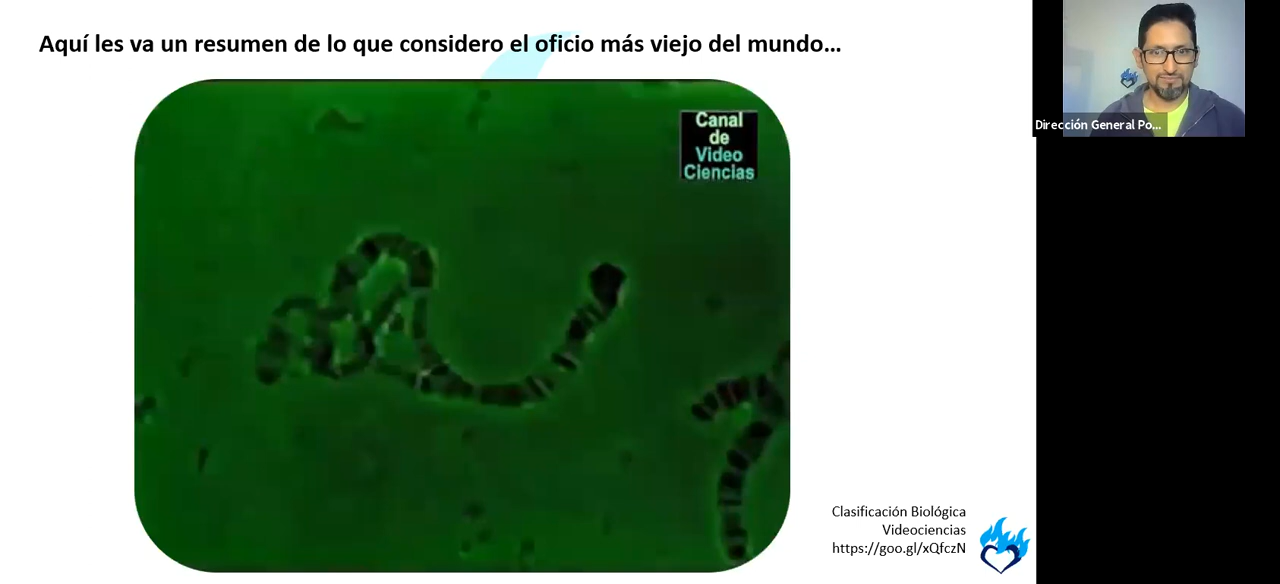 Aquí les va un resumen de lo que considero el oficio más viejo del mundo...
Canal
de
Video
Ciencias
Dirección General Po...
Clasificación Biológica
Videociencias
https://goo.gl/xQfczN